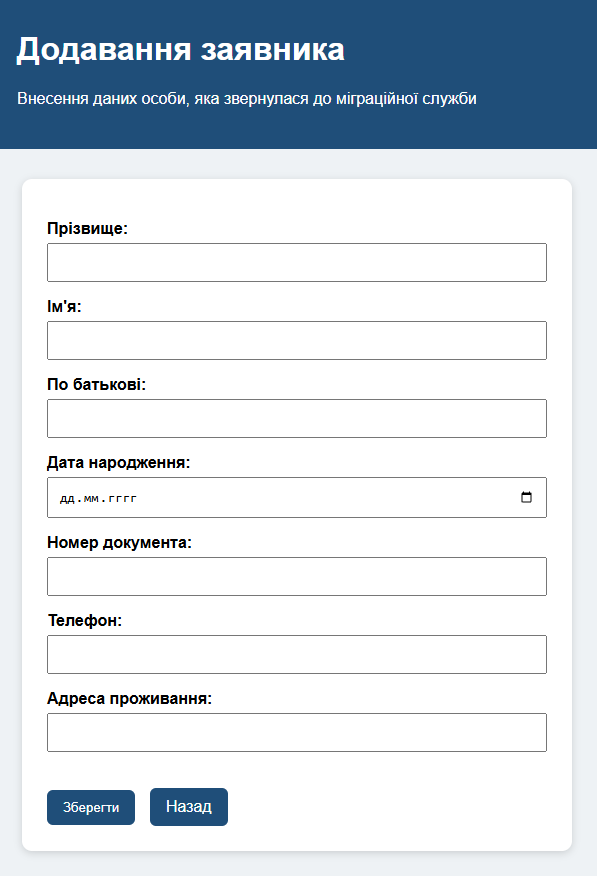 Додавання заявника
Внесення даних особи, яка звернулася до міграційної служби
Прізвище:
Ім'я:
По батькові:
Дата народження:
дд.мм.гггг
Номер документа:
Телефон:
Адреса проживання:
Зберегти Назад